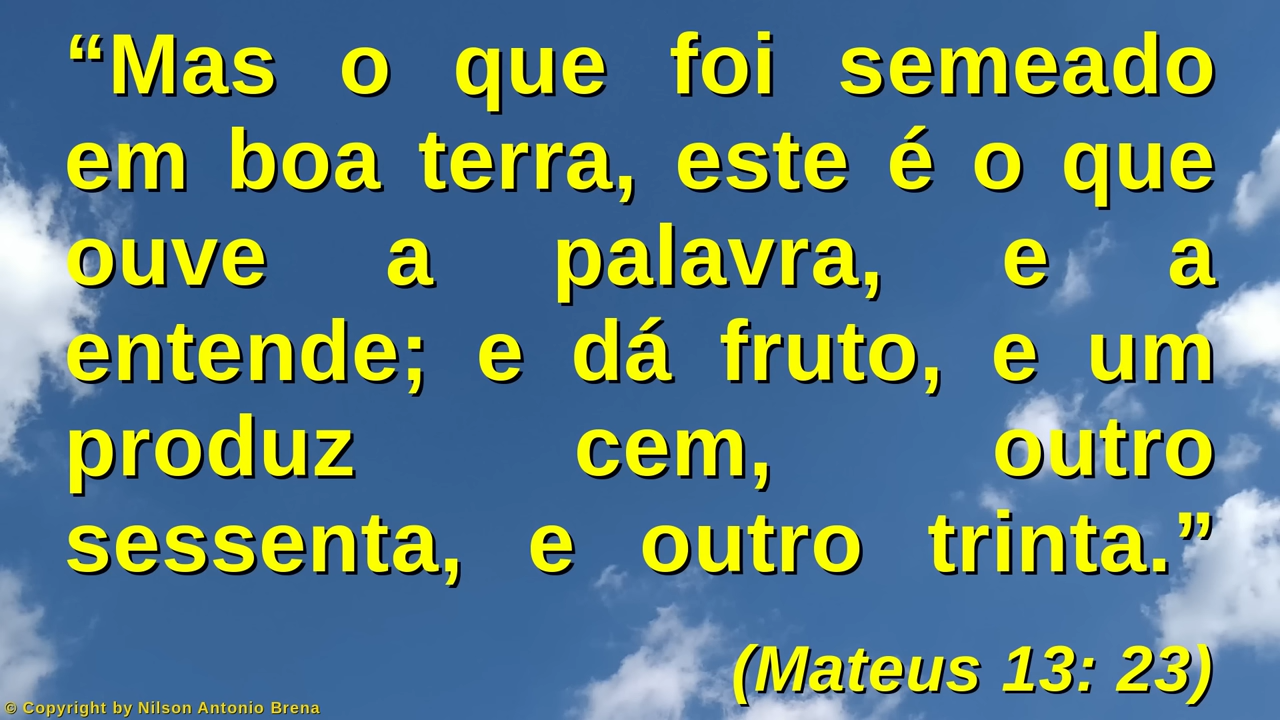 “Mas o que foi semeado
em boa terra, este é o que
ouve a palavra, e a
entende; e dá fruto, e um
produz cem, outro
sessenta, e outro trinta.”
(Mateus 13: 23)
© Copyright by Nilson Antonio Brena